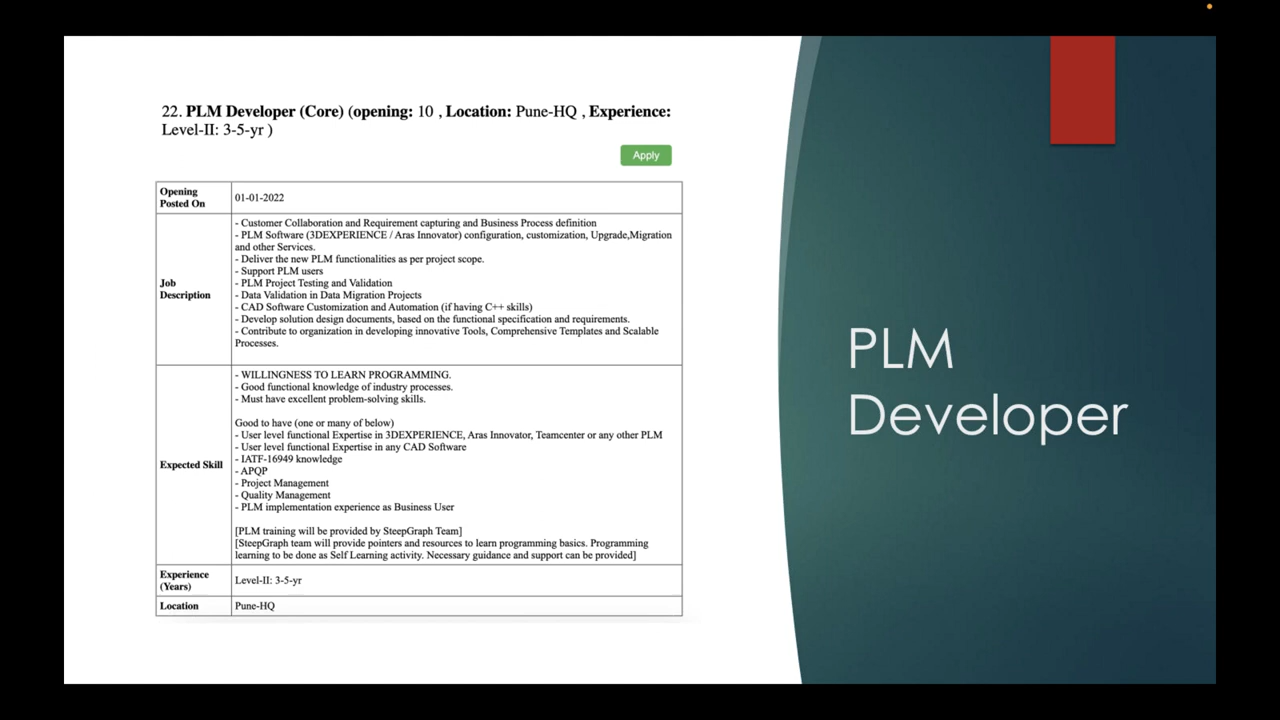 22. PLM Developer (Core) (opening: 10 , Location: Pune-HQ , Experience:
Level-II: 3-5-yr )
Apply
Opening
Posted On
01-01-2022
Job
Description
- Customer Collaboration and Requirement capturing and Business Process definition
- PLM Software (3DEXPERIENCE / Aras Innovator) configuration, customization, Upgrade,Migration
and other Services.
- Deliver the new PLM functionalities as per project scope.
- Support PLM users
- PLM Project Testing and Validation
- Data Validation in Data Migration Projects
- CAD Software Customization and Automation (if having C++ skills)
- Develop solution design documents, based on the functional specification and requirements.
- Contribute to organization in developing innovative Tools, Comprehensive Templates and Scalable
Processes.
Expected Skill
- WILLINGNESS TO LEARN PROGRAMMING.
- Good functional knowledge of industry processes.
- Must have excellent problem-solving skills.
Good to have (one or many of below)
- User level functional Expertise in 3DEXPERIENCE, Aras Innovator, Teamcenter or any other PLM
- User level functional Expertise in any CAD Software
- IATF-16949 knowledge
- APQP
- Project Management
- Quality Management
- PLM implementation experience as Business User
[PLM training will be provided by SteepGraph Team]
[SteepGraph team will provide pointers and resources to learn programming basics. Programming
learning to be done as Self Learning activity. Necessary guidance and support can be provided]
Experience
(Years)
Level-II: 3-5-yr
Location
Pune-HQ
PLM
Developer